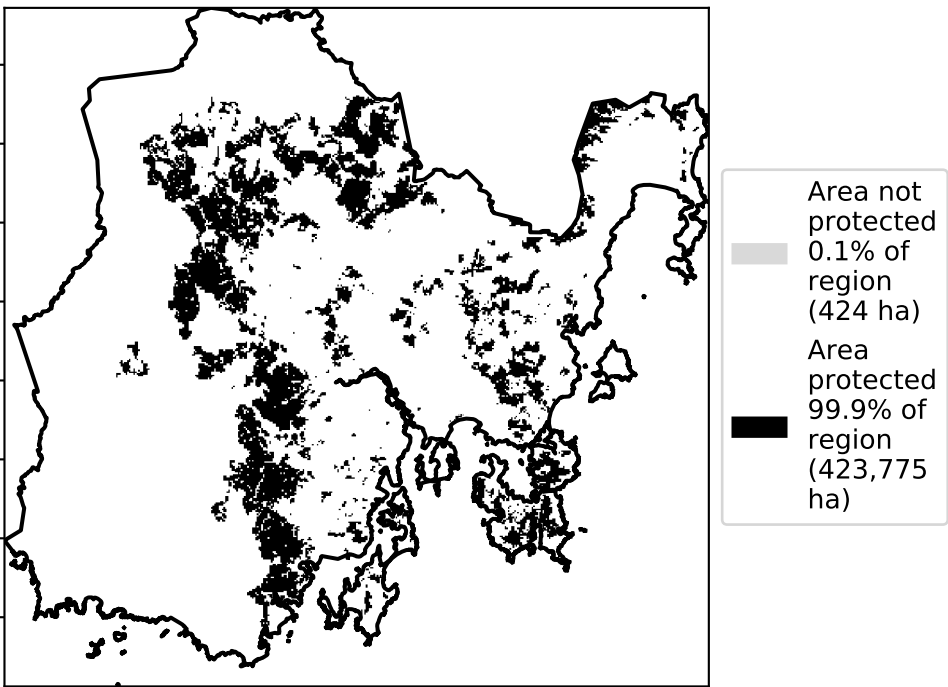 Area not
protected
0.1% of
region
(424 ha)
Area
protected
99.9% of
region
(423,775
ha)